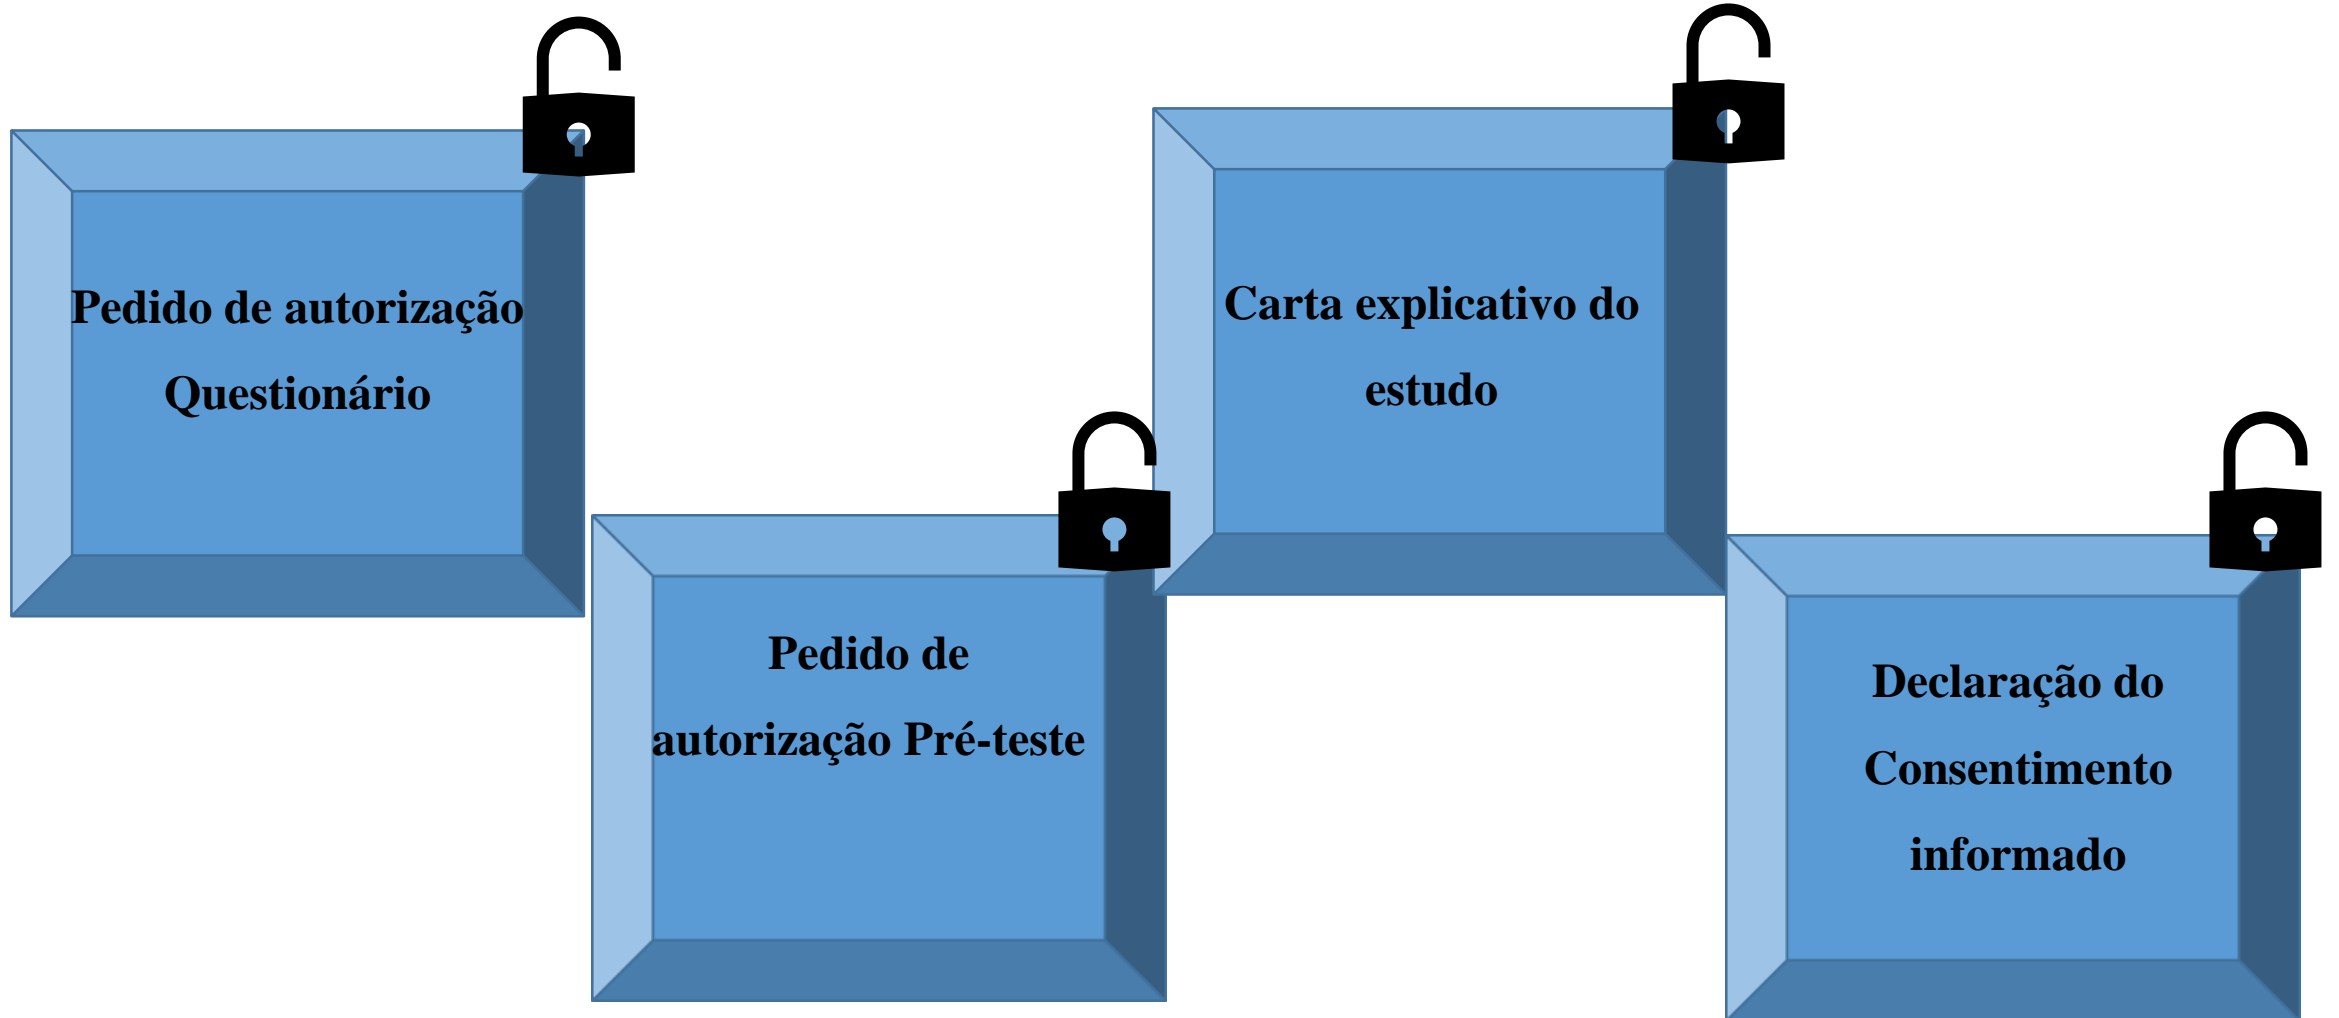 Pedido de autorização
Questionário
Pedido de
autorização Pré-teste
Carta explicativo do
estudo
Declaração do
Consentimento
informado